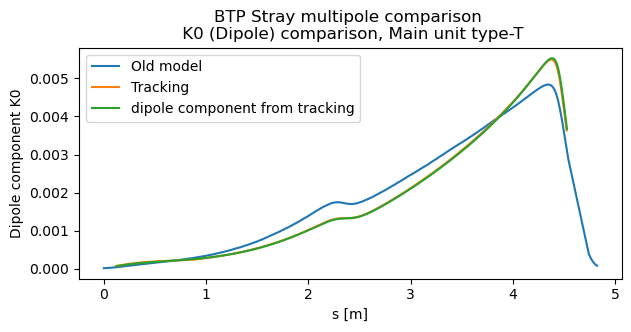 BTP Stray multipole comparison
K0 (Dipole) comparison, Main unit type-T
Old model
Tracking
dipole component from tracking
Dipole component K0
0.005
0.004
0.003
0.002
0.001
0.000
0 1 2 3 4 5
s [m]